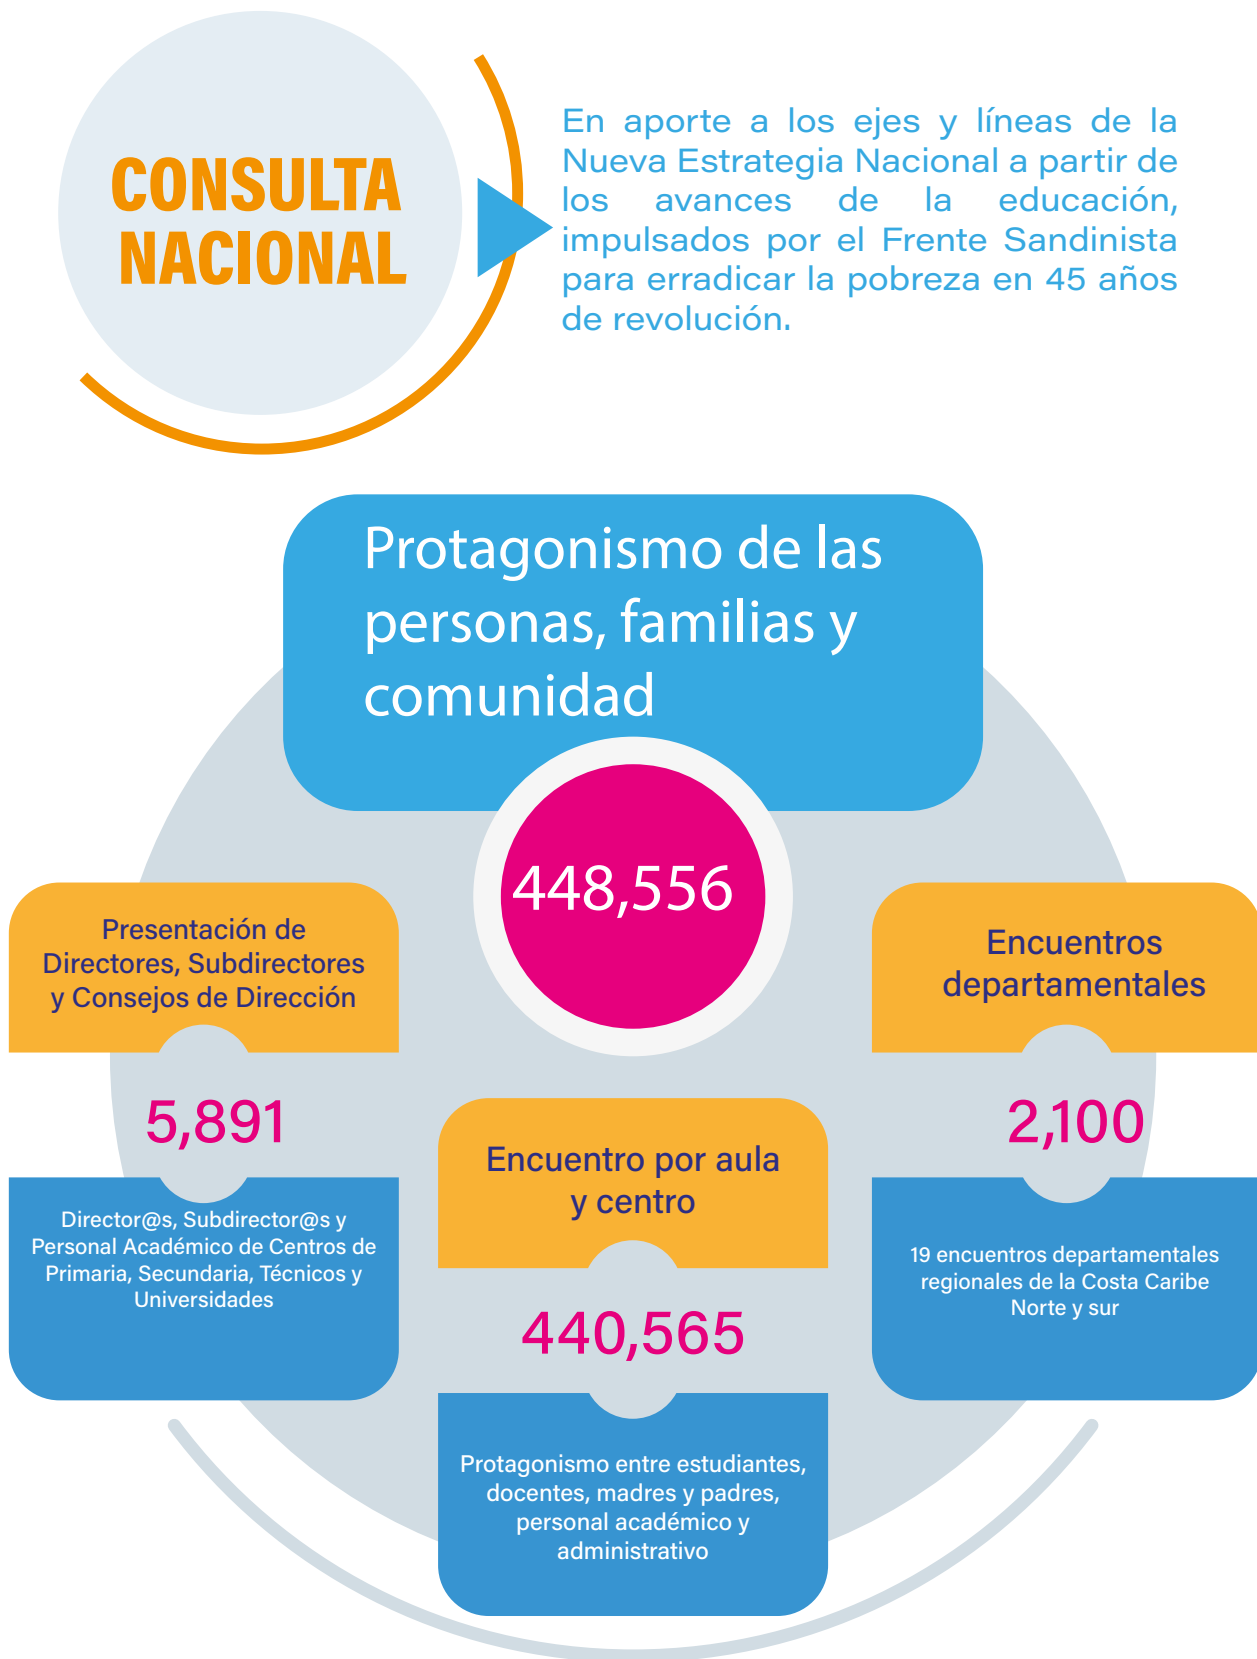 CONSULTA
NACIONAL
En aporte a los ejes y líneas de la
Nueva Estrategia Nacional a partir de
los avances de la educación,
impulsados por el Frente Sandinista
para erradicar la pobreza en 45 años
de revolución.
Protagonismo de las
personas, familias y
comunidad
448,556
Presentación de
Directores, Subdirectores
y Consejos de Dirección
5,891
Director@s, Subdirector@s y
Personal Académico de Centros de
Primaria, Secundaria, Técnicos y
Universidades
Encuentro por aula
y centro
440,565
Protagonismo entre estudiantes,
docentes, madres y padres,
personal académico y
administrativo
Encuentros
departamentales
2,100
19 encuentros departamentales
regionales de la Costa Caribe
Norte y sur